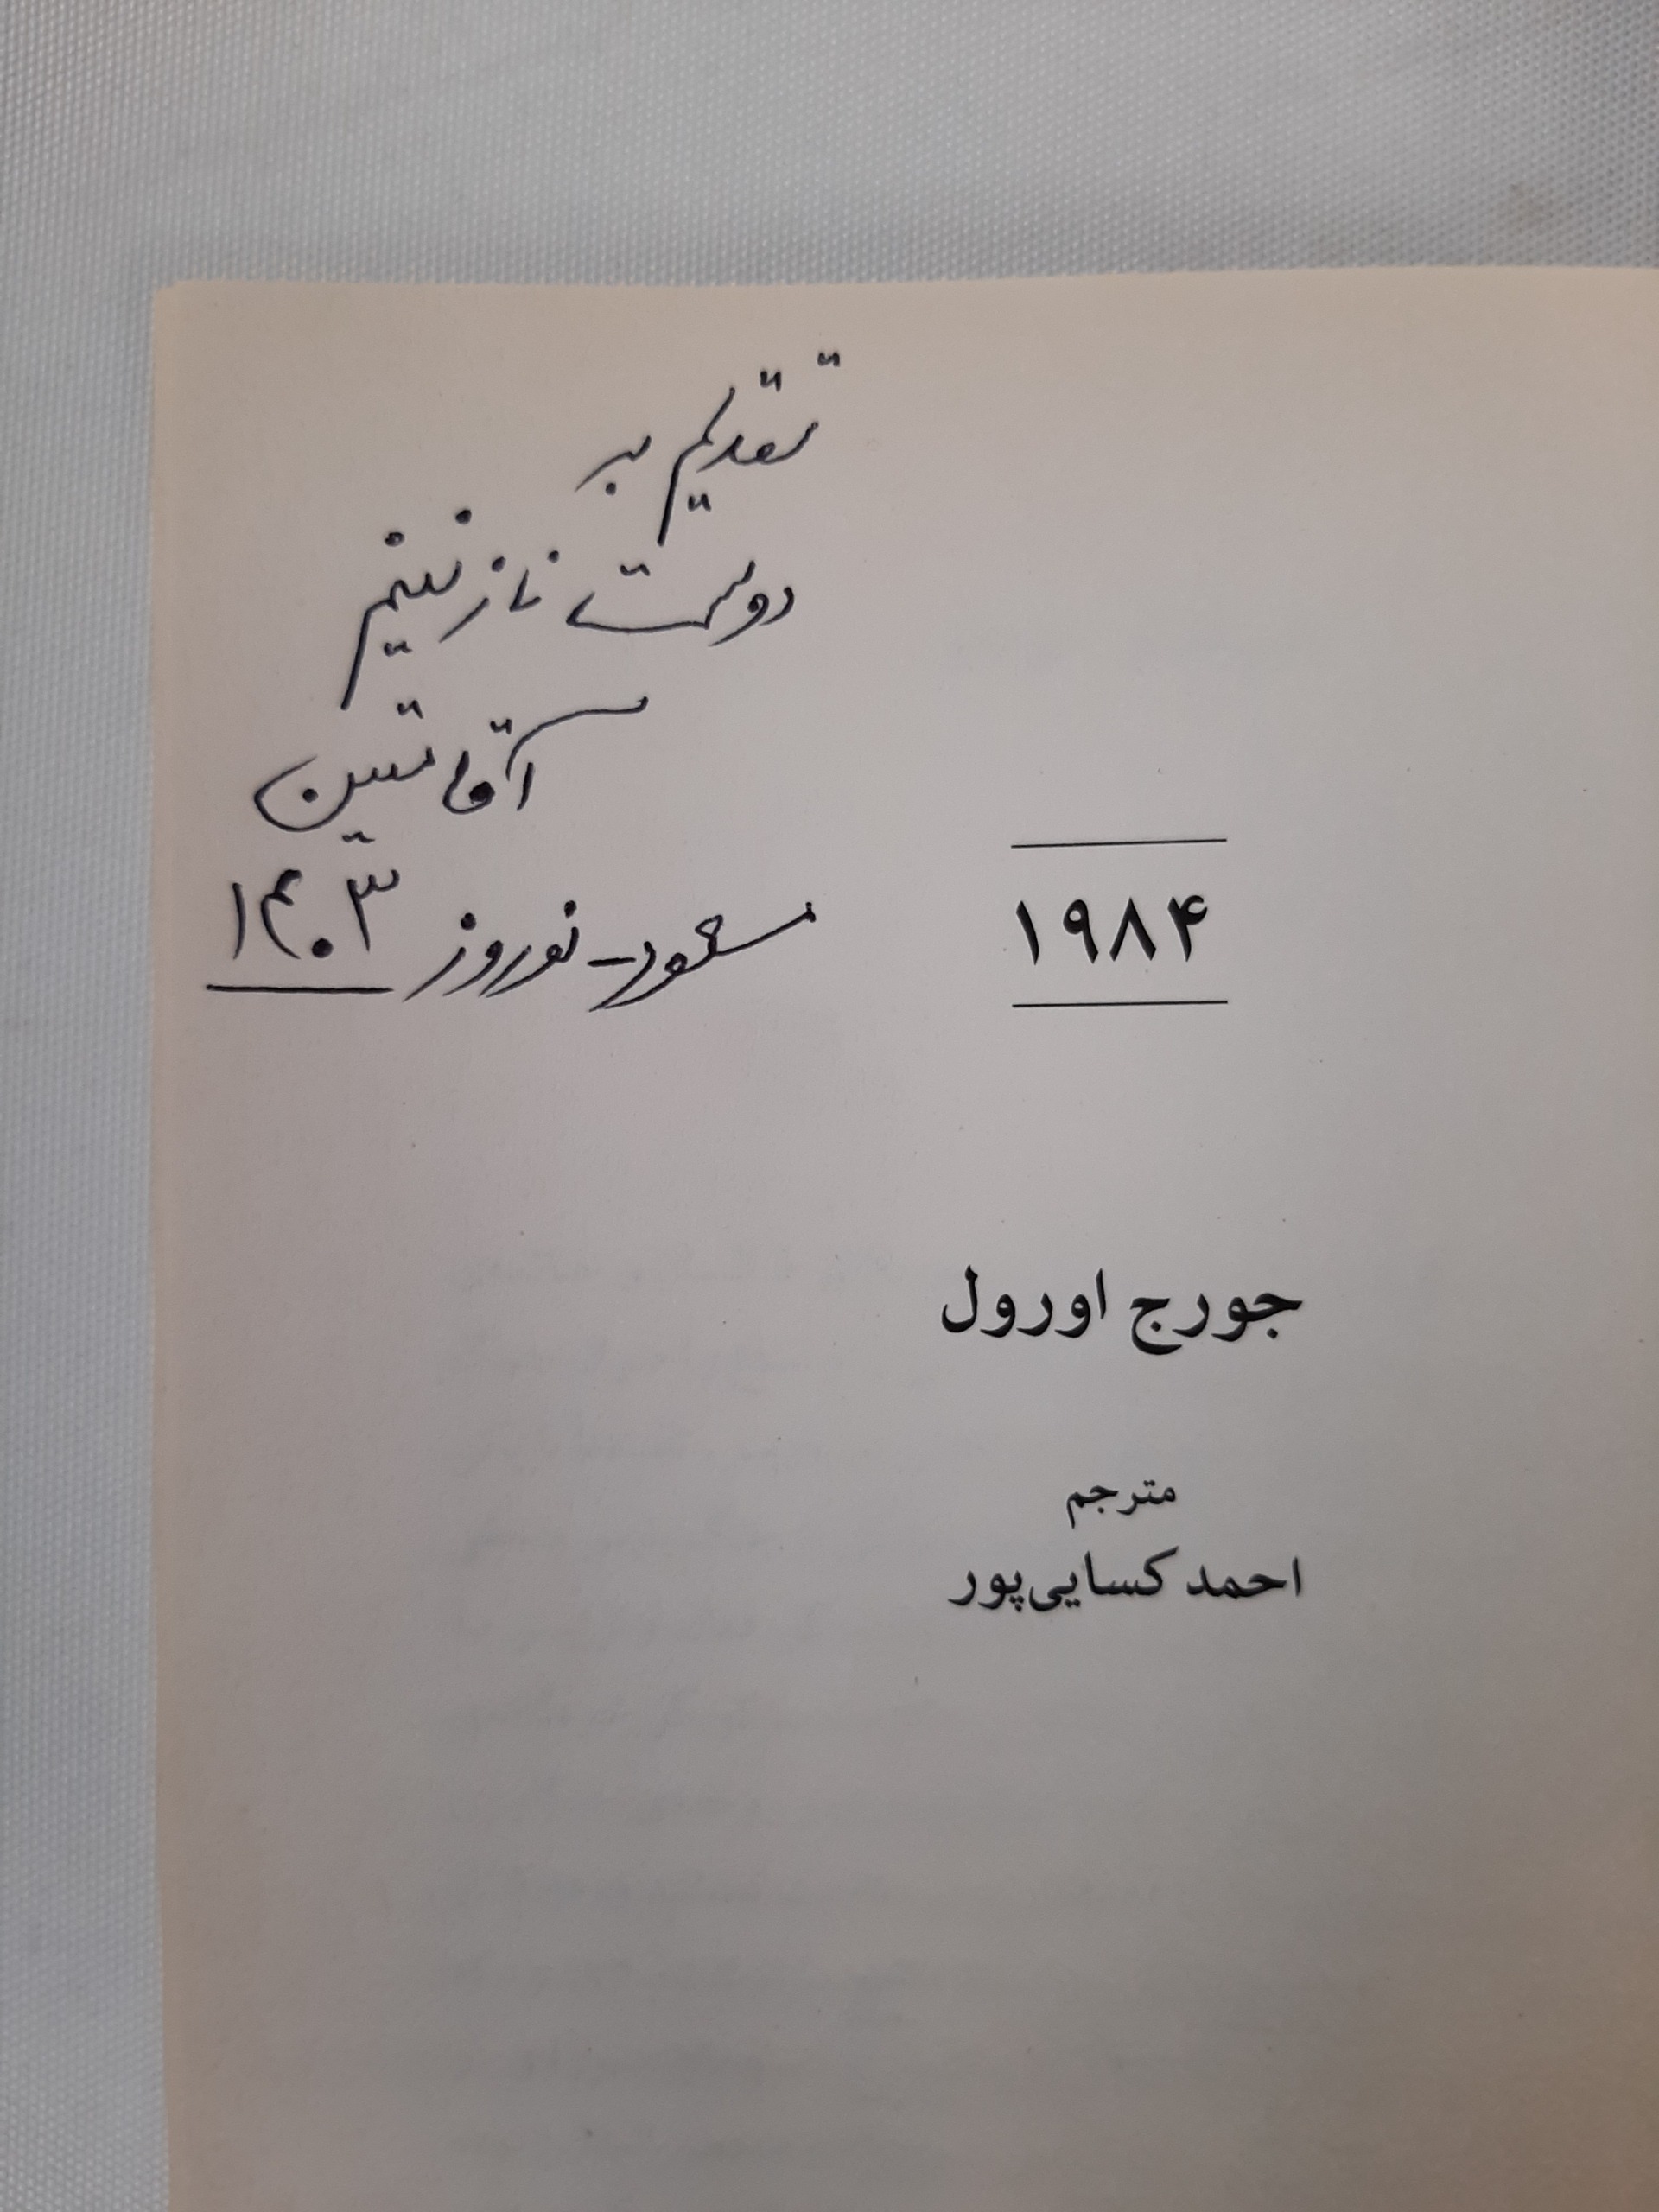 تقدیم به
دوست نازنینم
آقا متین
مسعود - نوروز ۱۴۰۳
۱۹۸۴
جورج اورول
مترجم
احمد کسایی‌پور